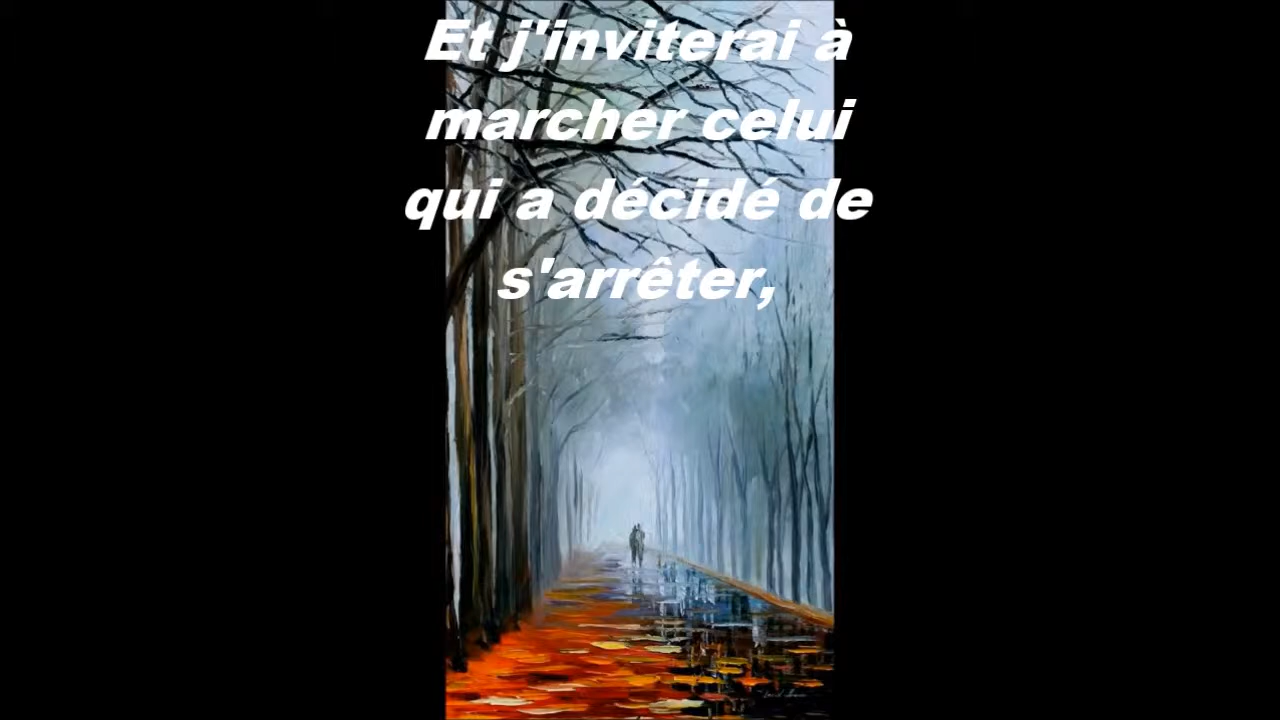 Et j'inviterai à
marcher celui
qui a décidé de
s'arrêter,